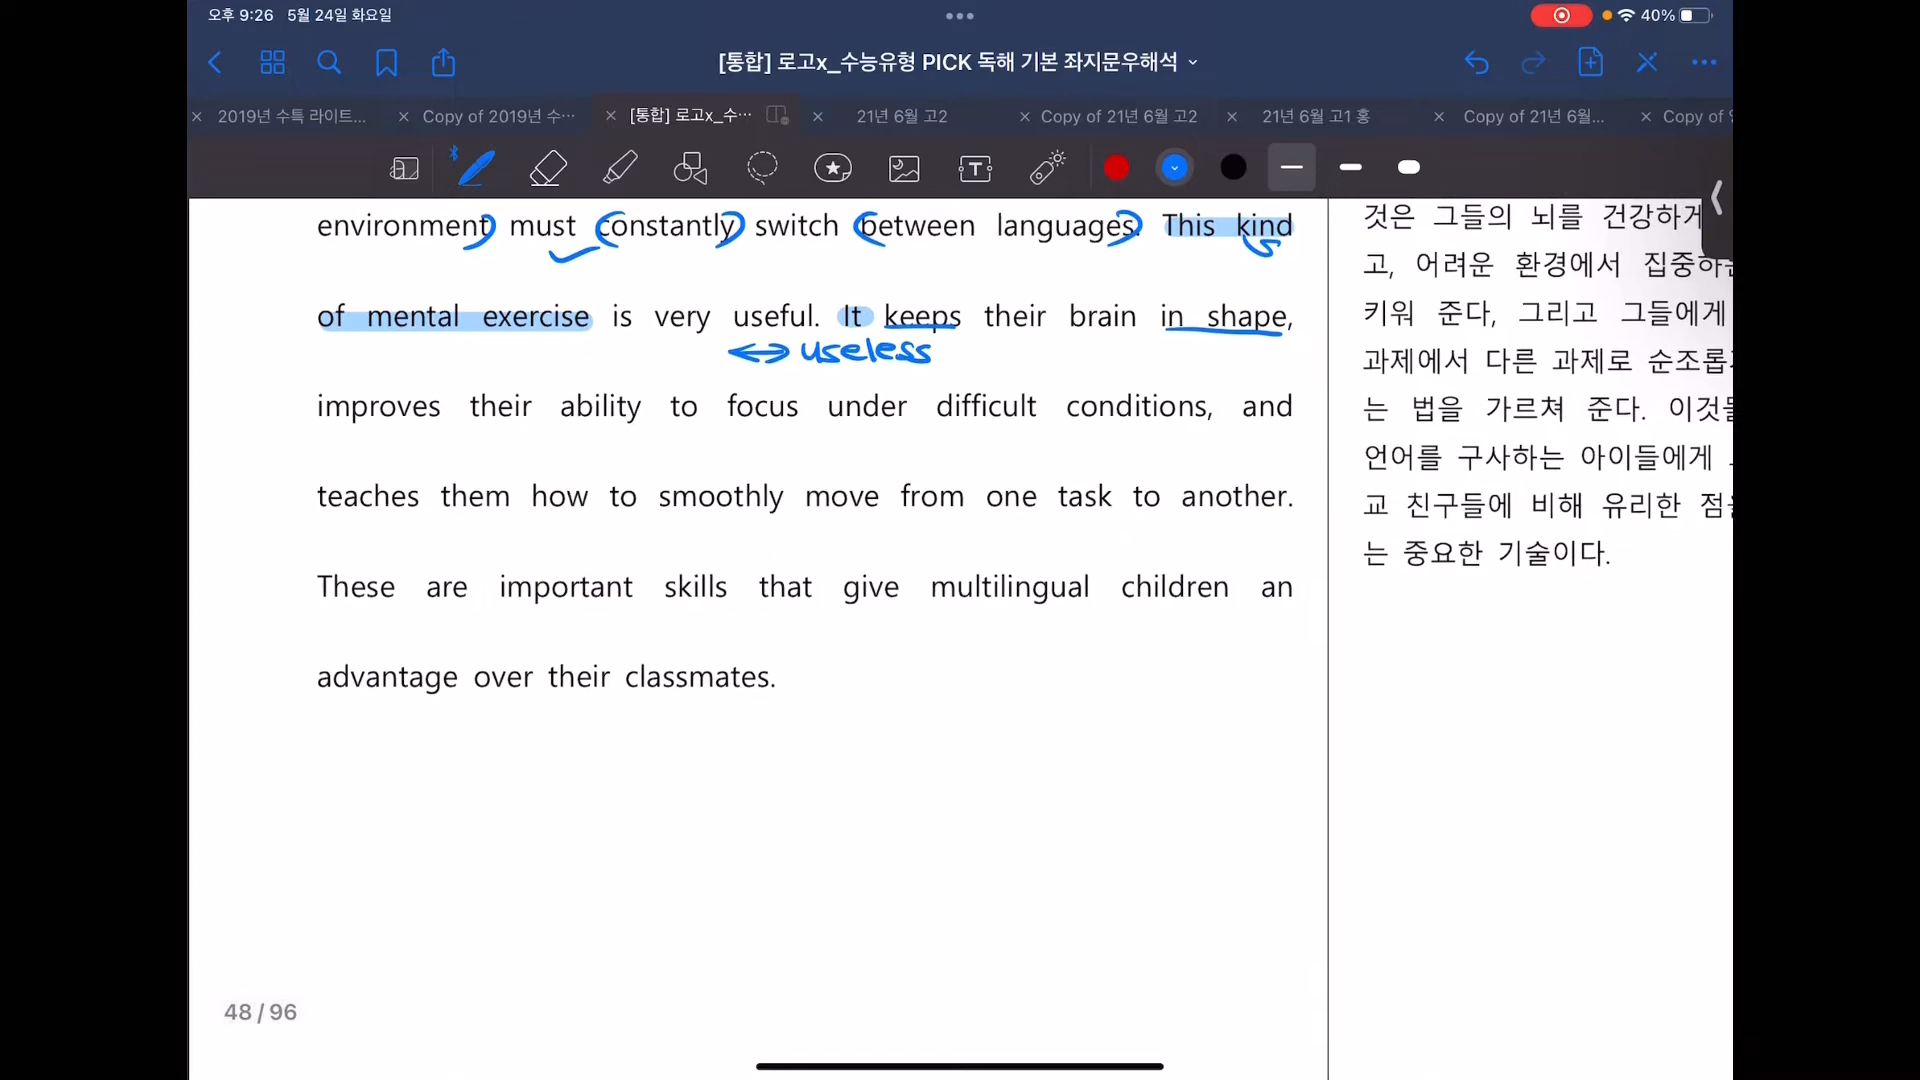 오후 9:26 5월 24일 화요일
40%
[통합] 로고x_수능유형 PICK 독해 기본 좌지문우해석
2019년 수특 라이트...
Copy of 2019년 수...
[통합] 로고x_수...
21년 6월 고2
Copy of 21년 6월 고2
21년 6월 고1 홍
Copy of 21년 6월...
Copy of
environment) must (constantly) switch (between languages). This kind
S
of mental exercise is very useful. It keeps their brain in shape,
↔ useless
improves their ability to focus under difficult conditions, and
teaches them how to smoothly move from one task to another.
These are important skills that give multilingual children an
advantage over their classmates.
것은 그들의 뇌를 건강하게
고, 어려운 환경에서 집중하는
키워 준다, 그리고 그들에게
과제에서 다른 과제로 순조롭
는 법을 가르쳐 준다. 이것들
언어를 구사하는 아이들에게
교 친구들에 비해 유리한 점을
는 중요한 기술이다.
48 / 96